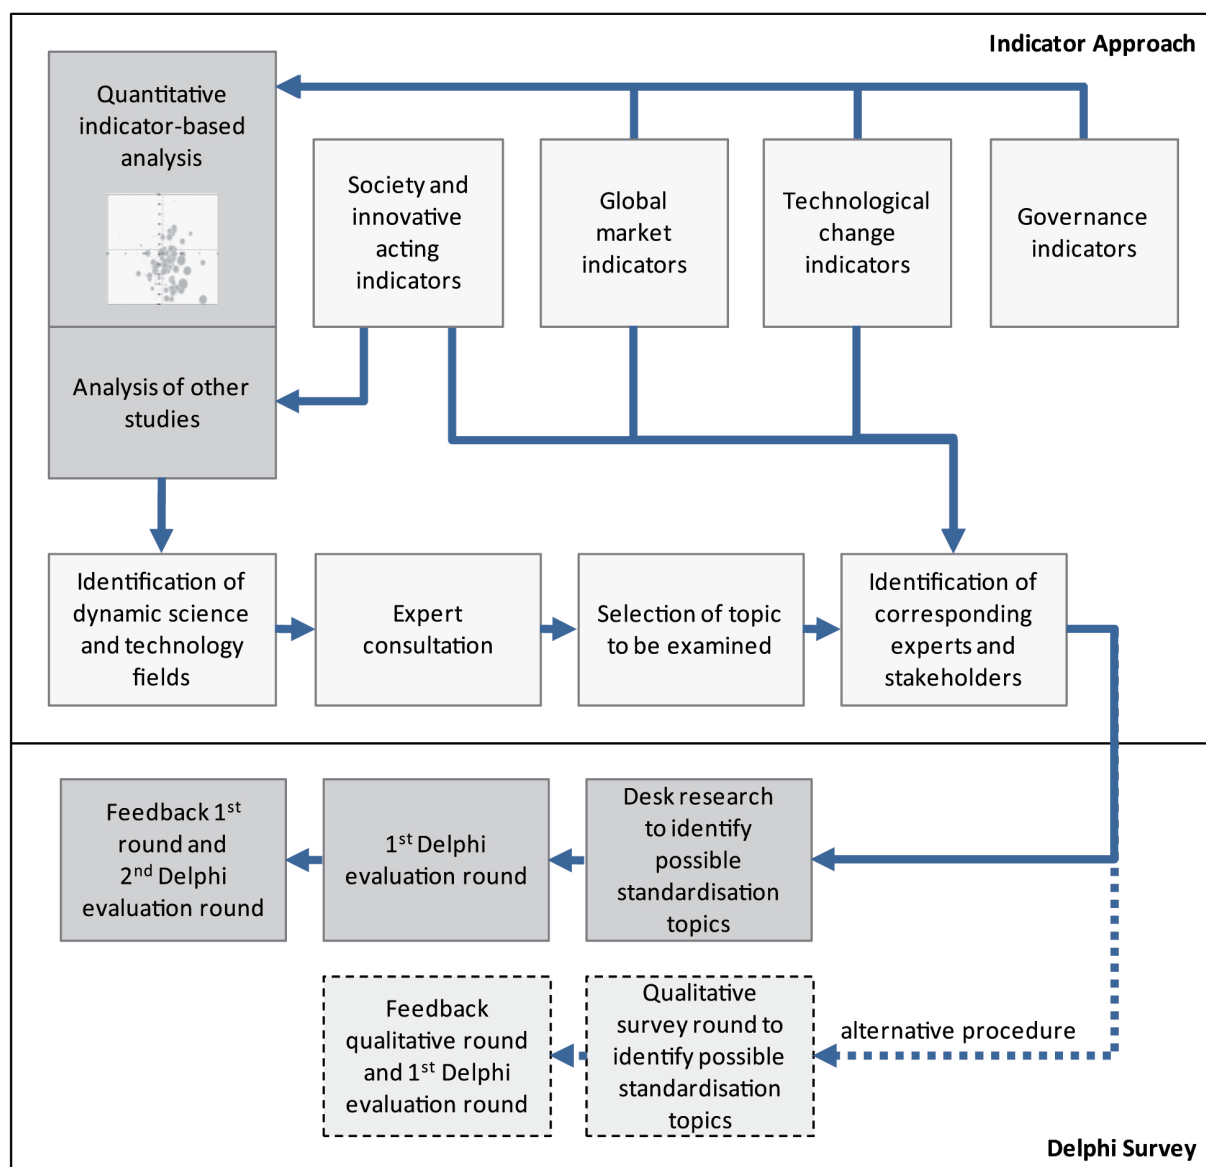 Indicator Approach
Quantitative
indicator-based
analysis
Society and
innovative
acting
indicators
Global
market
indicators
Technological
change
indicators
Governance
indicators
Analysis of other
studies
Identification of
dynamic science
and technology
fields
Expert
consultation
Selection of topic
to be examined
Identification of
corresponding
experts and
stakeholders
Feedback 1st
round and
2nd Delphi
evaluation round
1st Delphi
evaluation round
Desk research
to identify
possible
standardisation
topics
Feedback
qualitative round
and 1st Delphi
evaluation round
Qualitative
survey round to
identify possible
standardisation
topics
alternative procedure
Delphi Survey